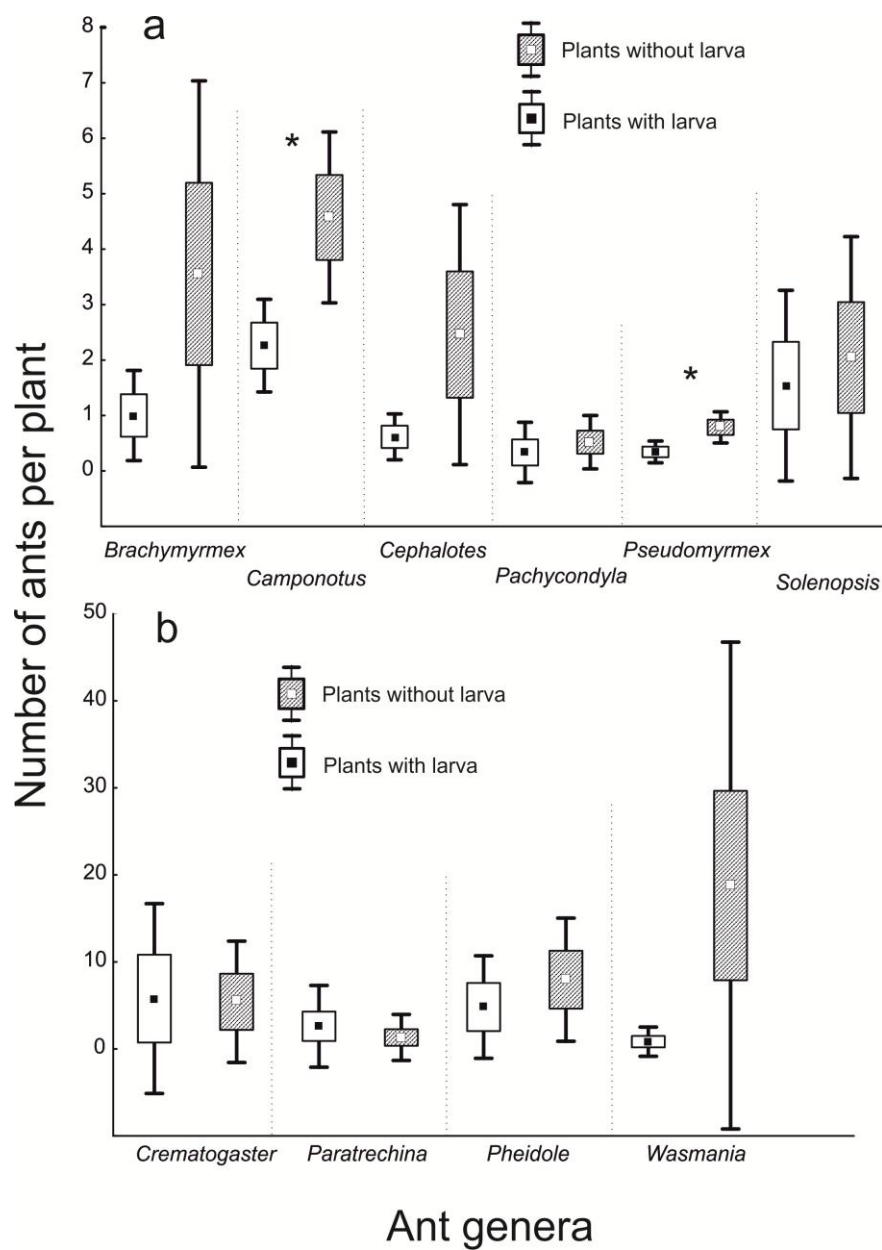 a
8
7
6
5
4
3
2
1
0
Plants without larva
Plants with larva
*
*
Brachymyrmex
Camponotus
Cephalotes
Pachycondyla
Pseudomyrmex
Solenopsis
Number of ants per plant
b
50
40
30
20
10
0
Plants without larva
Plants with larva
Crematogaster
Paratrechina
Pheidole
Wasmania
Ant genera